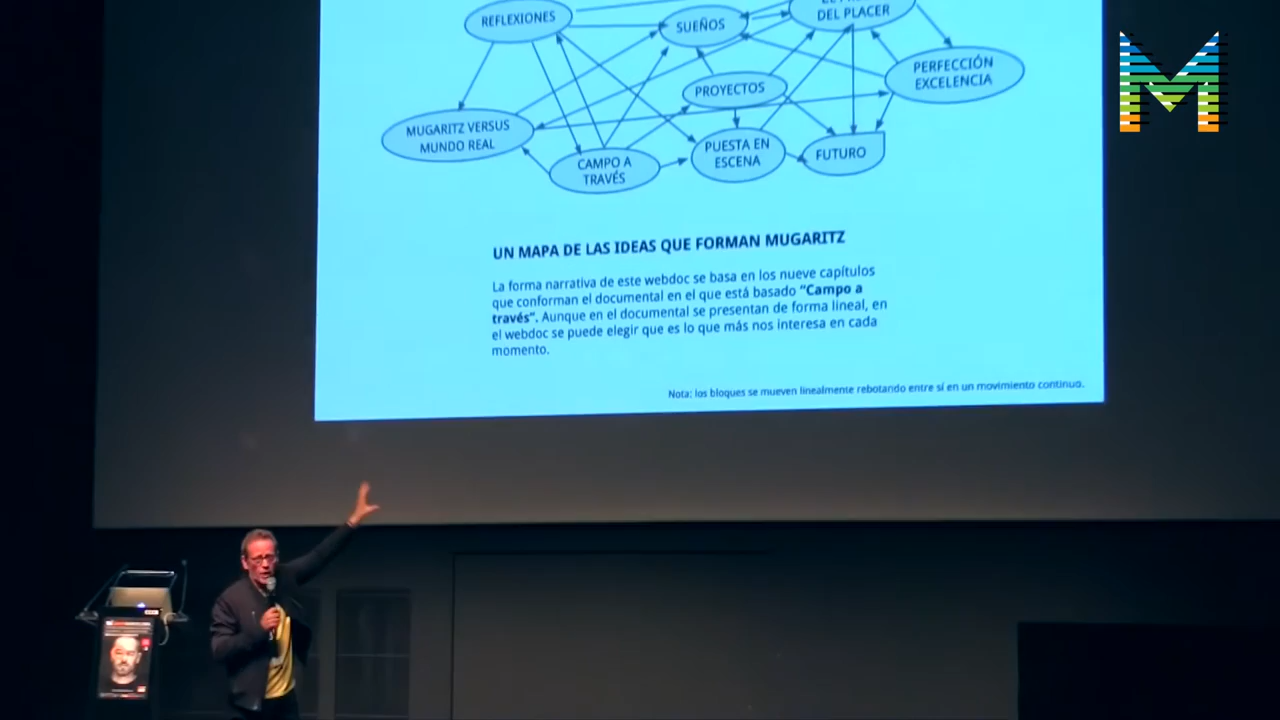 REFLEXIONES
SUEÑOS
DEL PLACER
PERFECCIÓN
EXCELENCIA
PROYECTOS
MUGARITZ VERSUS
MUNDO REAL
CAMPO A
TRAVÉS
PUESTA EN
ESCENA
FUTURO
UN MAPA DE LAS IDEAS QUE FORMAN MUGARITZ
La forma narrativa de este webdoc se basa en los nueve capítulos
que conforman el documental en el que está basado “Campo a
través”. Aunque en el documental se presentan de forma lineal, en
el webdoc se puede elegir que es lo que más nos interesa en cada
momento.
Nota: los bloques se mueven linealmente rebotando entre sí en un movimiento continuo.
M